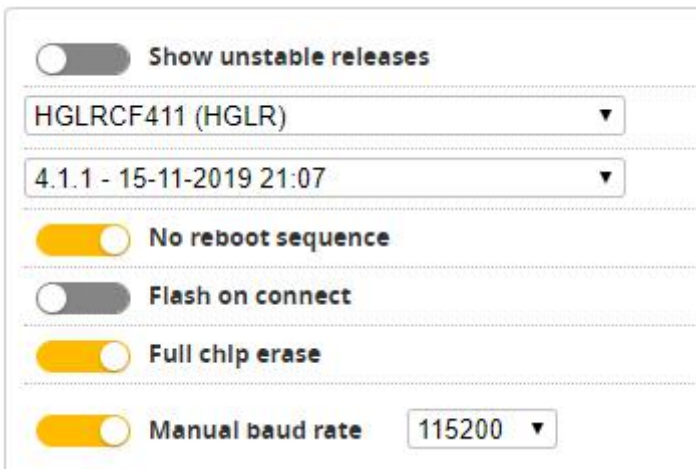 Show unstable releases
HGLRCF411 (HGLR)
4.1.1 - 15-11-2019 21:07
No reboot sequence
Flash on connect
Full chip erase
Manual baud rate 115200